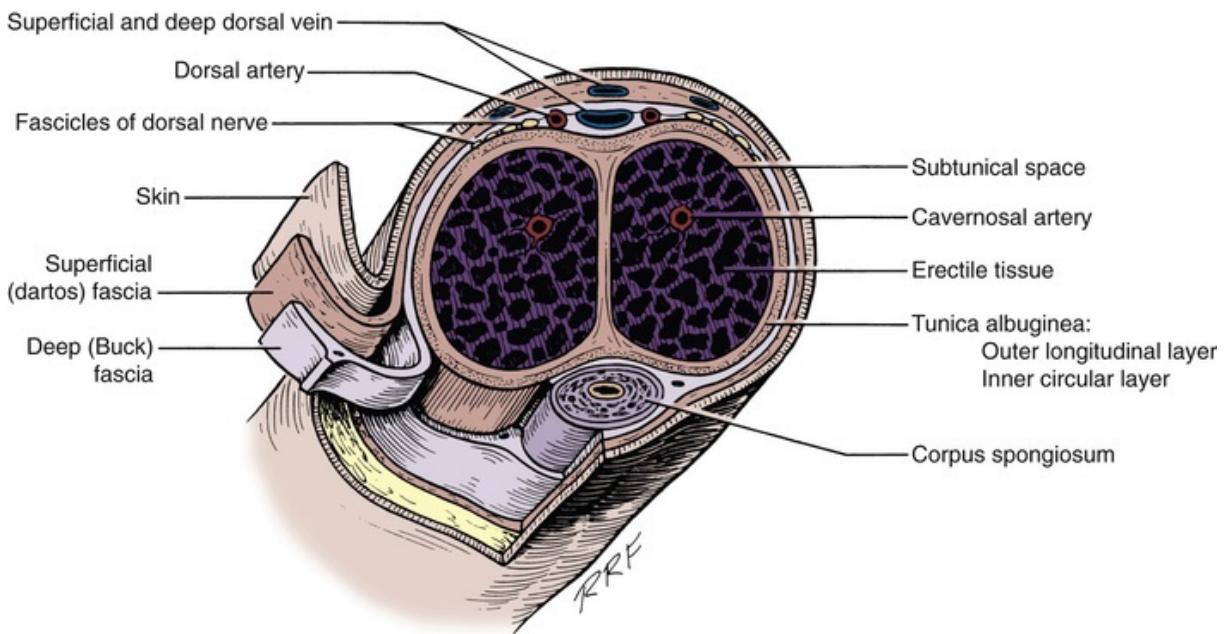 Superficial and deep dorsal vein
Dorsal artery
Fascicles of dorsal nerve
Skin
Superficial
(dartos) fascia
Deep (Buck)
fascia
Subtunical space
Cavernosal artery
Erectile tissue
Tunica albuginea:
Outer longitudinal layer
Inner circular layer
Corpus spongiosum
RRF